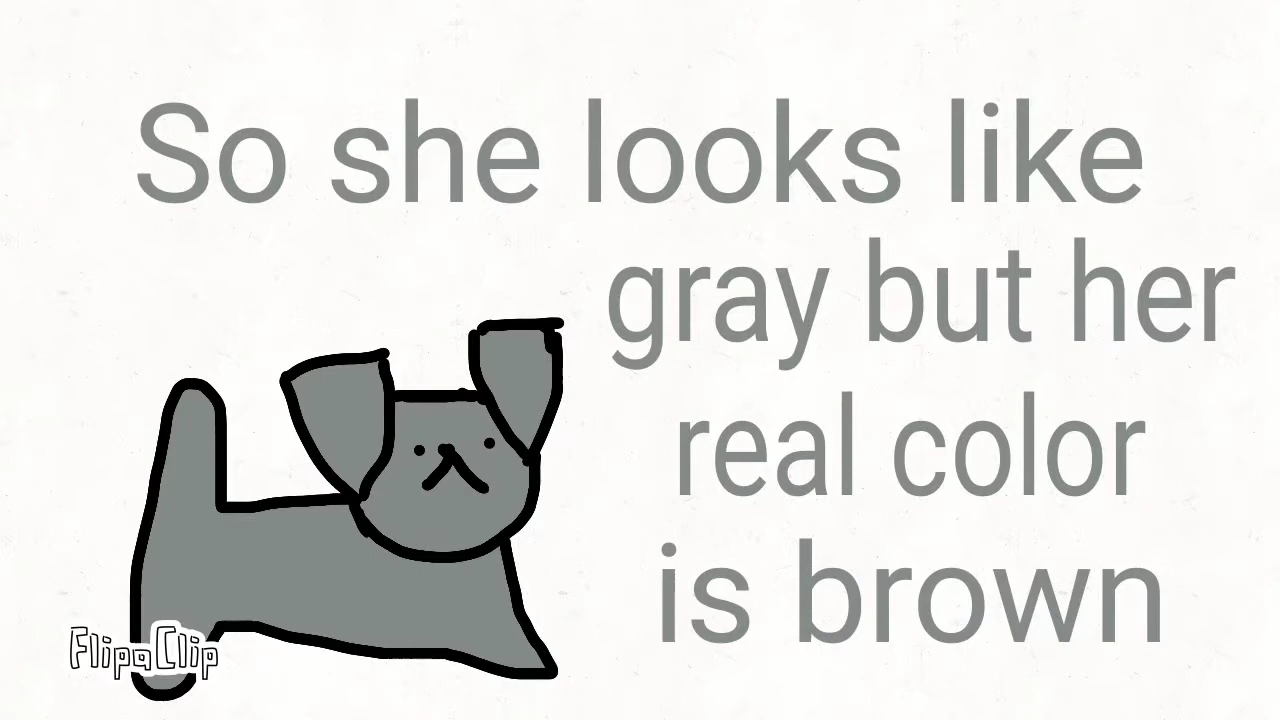 So she looks like
gray but her
real color
is brown
FlipaClip